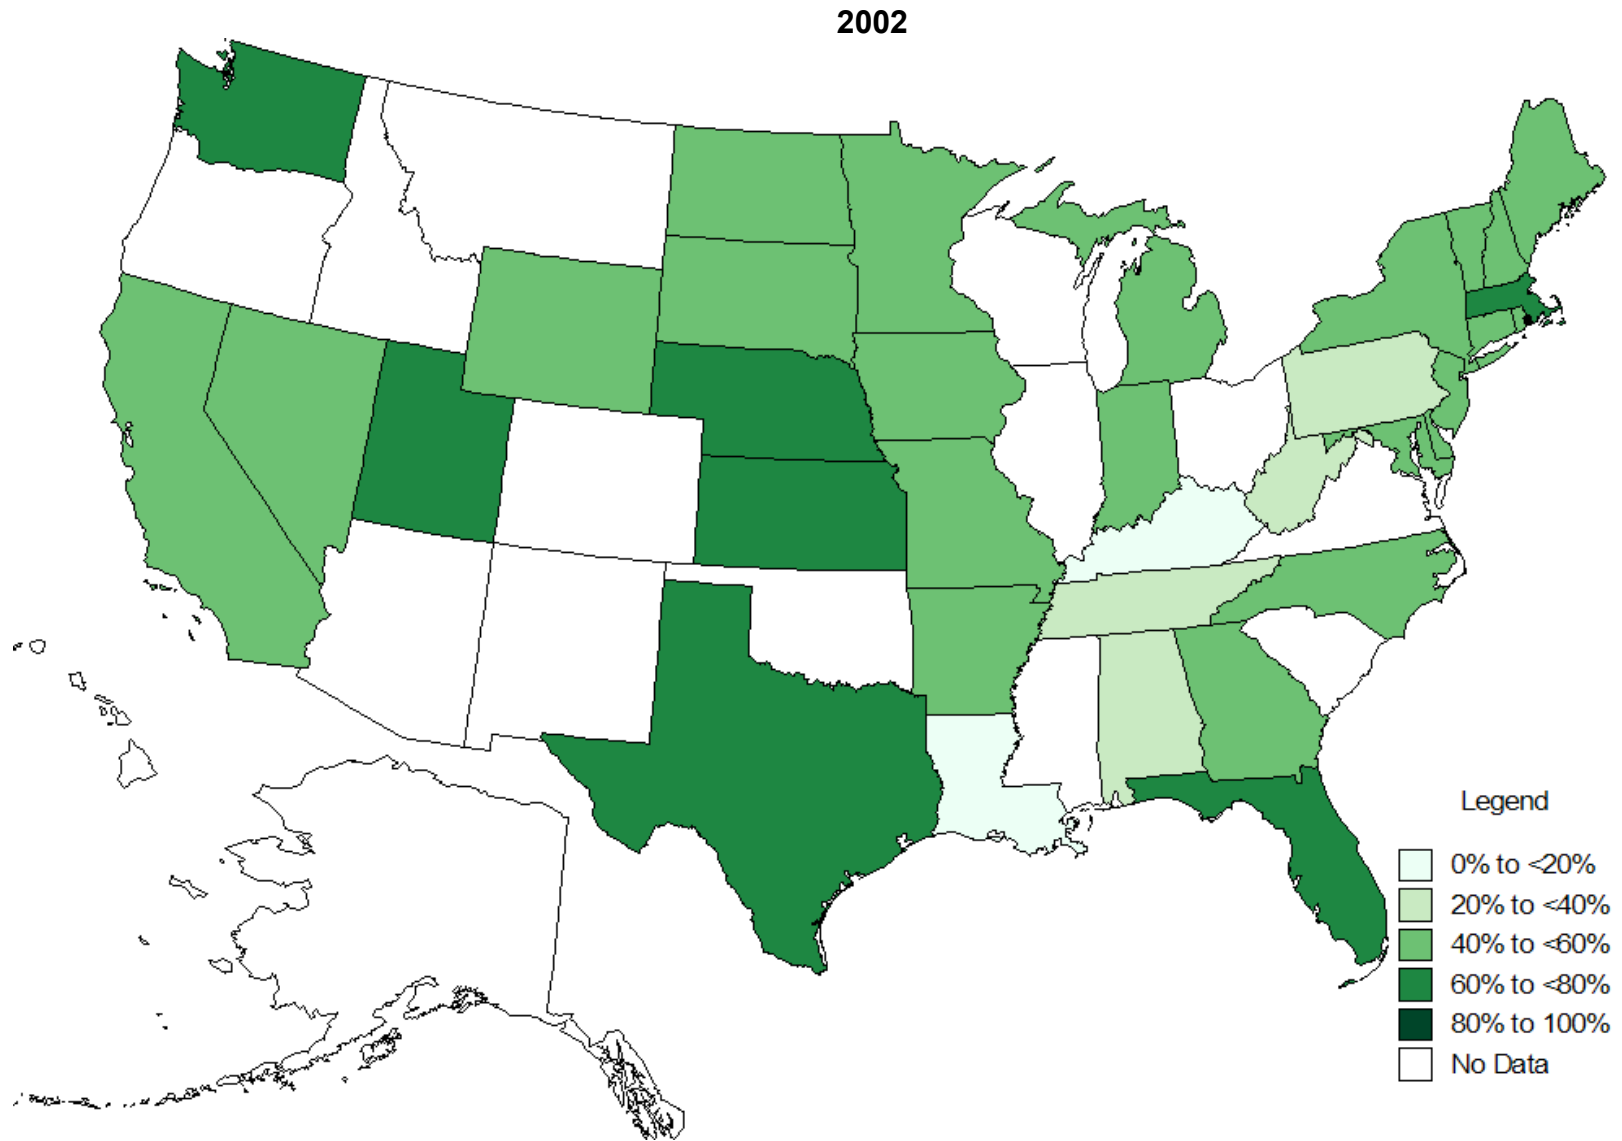 2002
Legend
0% to <20%
20% to <40%
40% to <60%
60% to <80%
80% to 100%
No Data